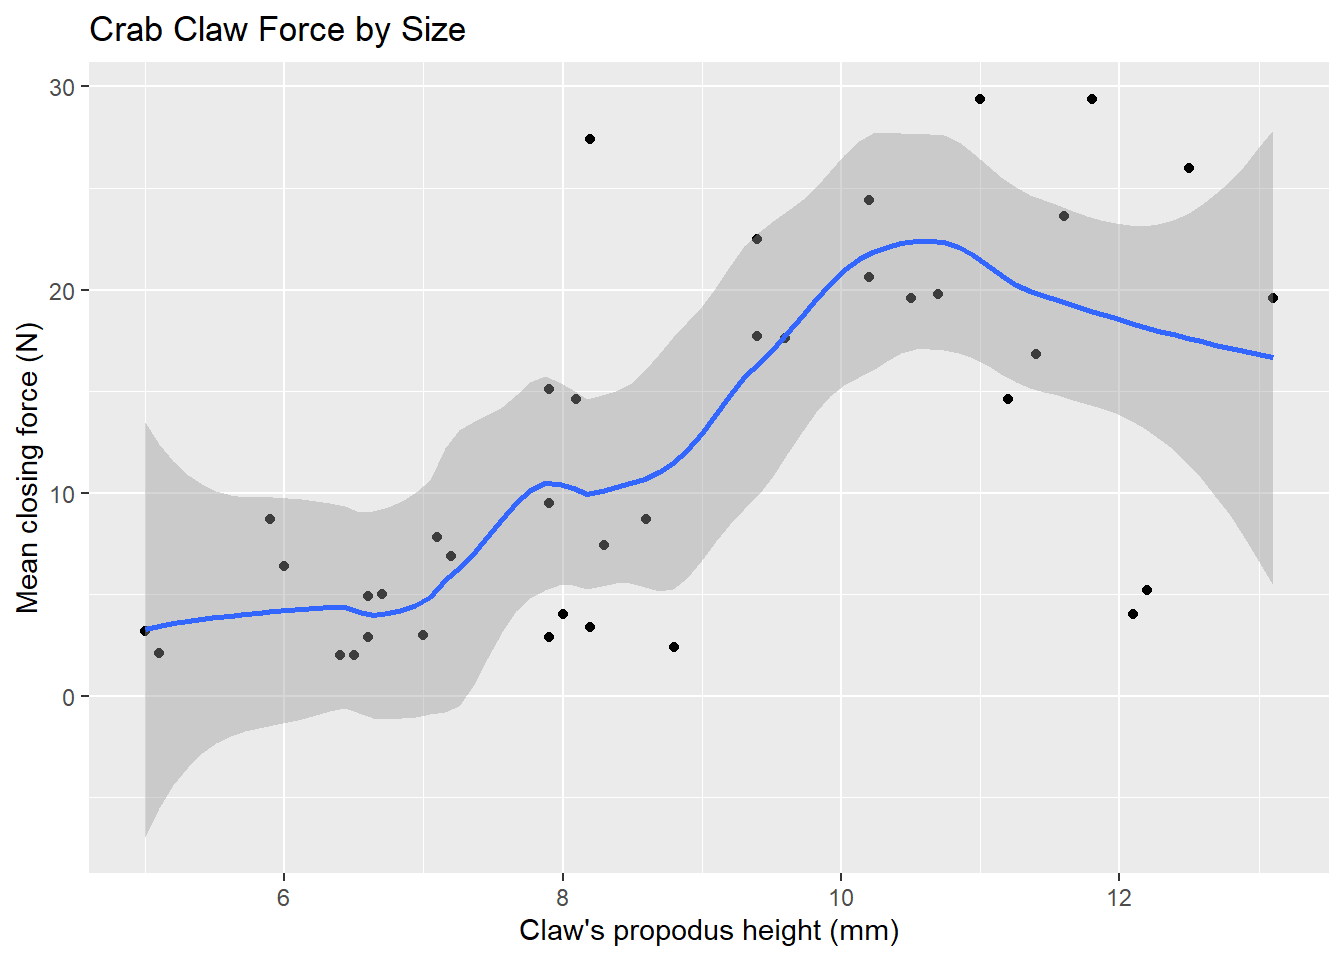 Crab Claw Force by Size
30
20
10
0
Mean closing force (N)
6 8 10 12
Claw's propodus height (mm)